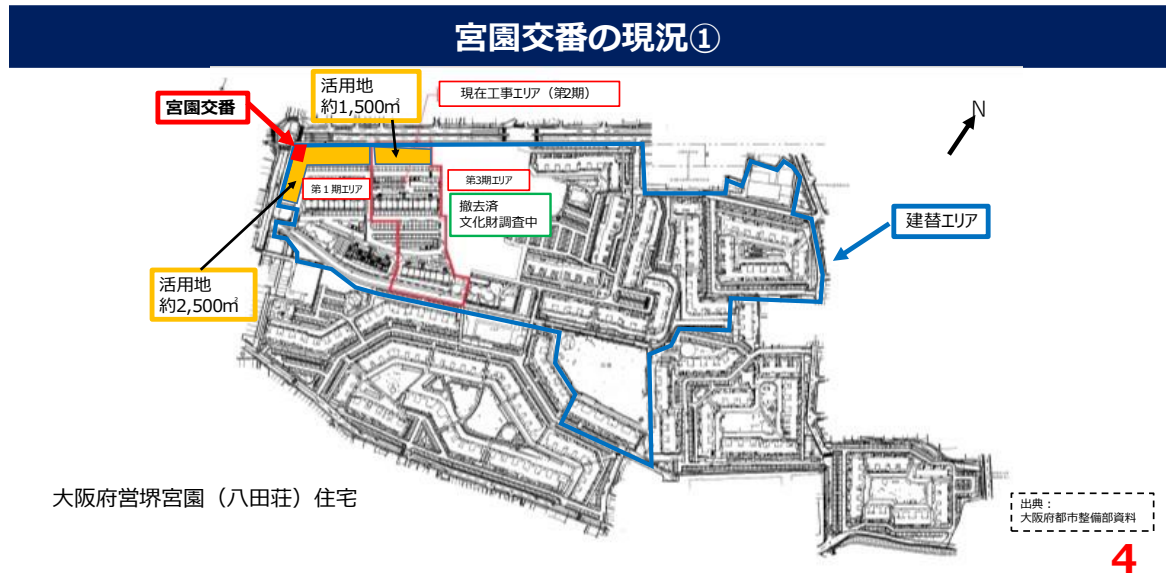 宮園交番の現況①
活用地
約1,500㎡
現在工事エリア（第2期）
宮園交番
N
第１期エリア
第3期エリア
撤去済
文化財調査中
建替エリア
活用地
約2,500㎡
大阪府営堺宮園（八田荘）住宅
出典：
大阪府都市整備部資料
4